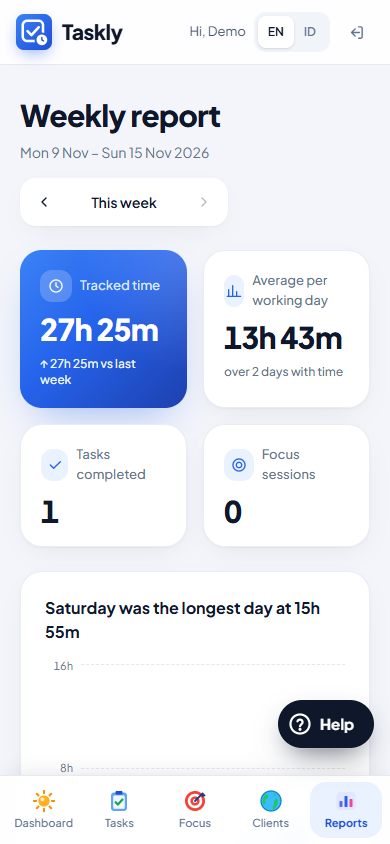 Taskly
Hi, Demo
EN
ID
Weekly report
Mon 9 Nov – Sun 15 Nov 2026
This week
Tracked time
27h 25m
↑ 27h 25m vs last
week
Average per
working day
13h 43m
over 2 days with time
Tasks
completed
1
Focus
sessions
0
Saturday was the longest day at 15h
55m
16h
8h
Help
Dashboard
Tasks
Focus
Clients
Reports